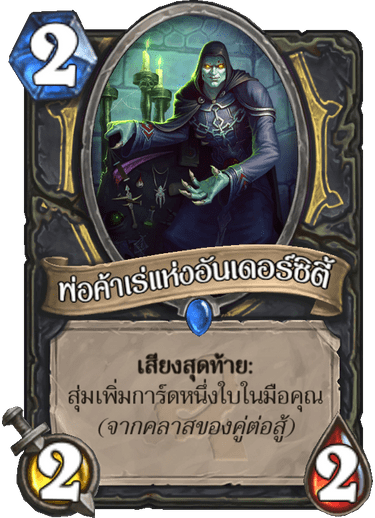 2
พ่อค้าเร่แห่งอันเดอร์ซิตี้
เสียงสุดท้าย:
สุ่มเพิ่มการ์ดหนึ่งใบในมือคุณ
(จากคลาสของคู่ต่อสู้)
2
2